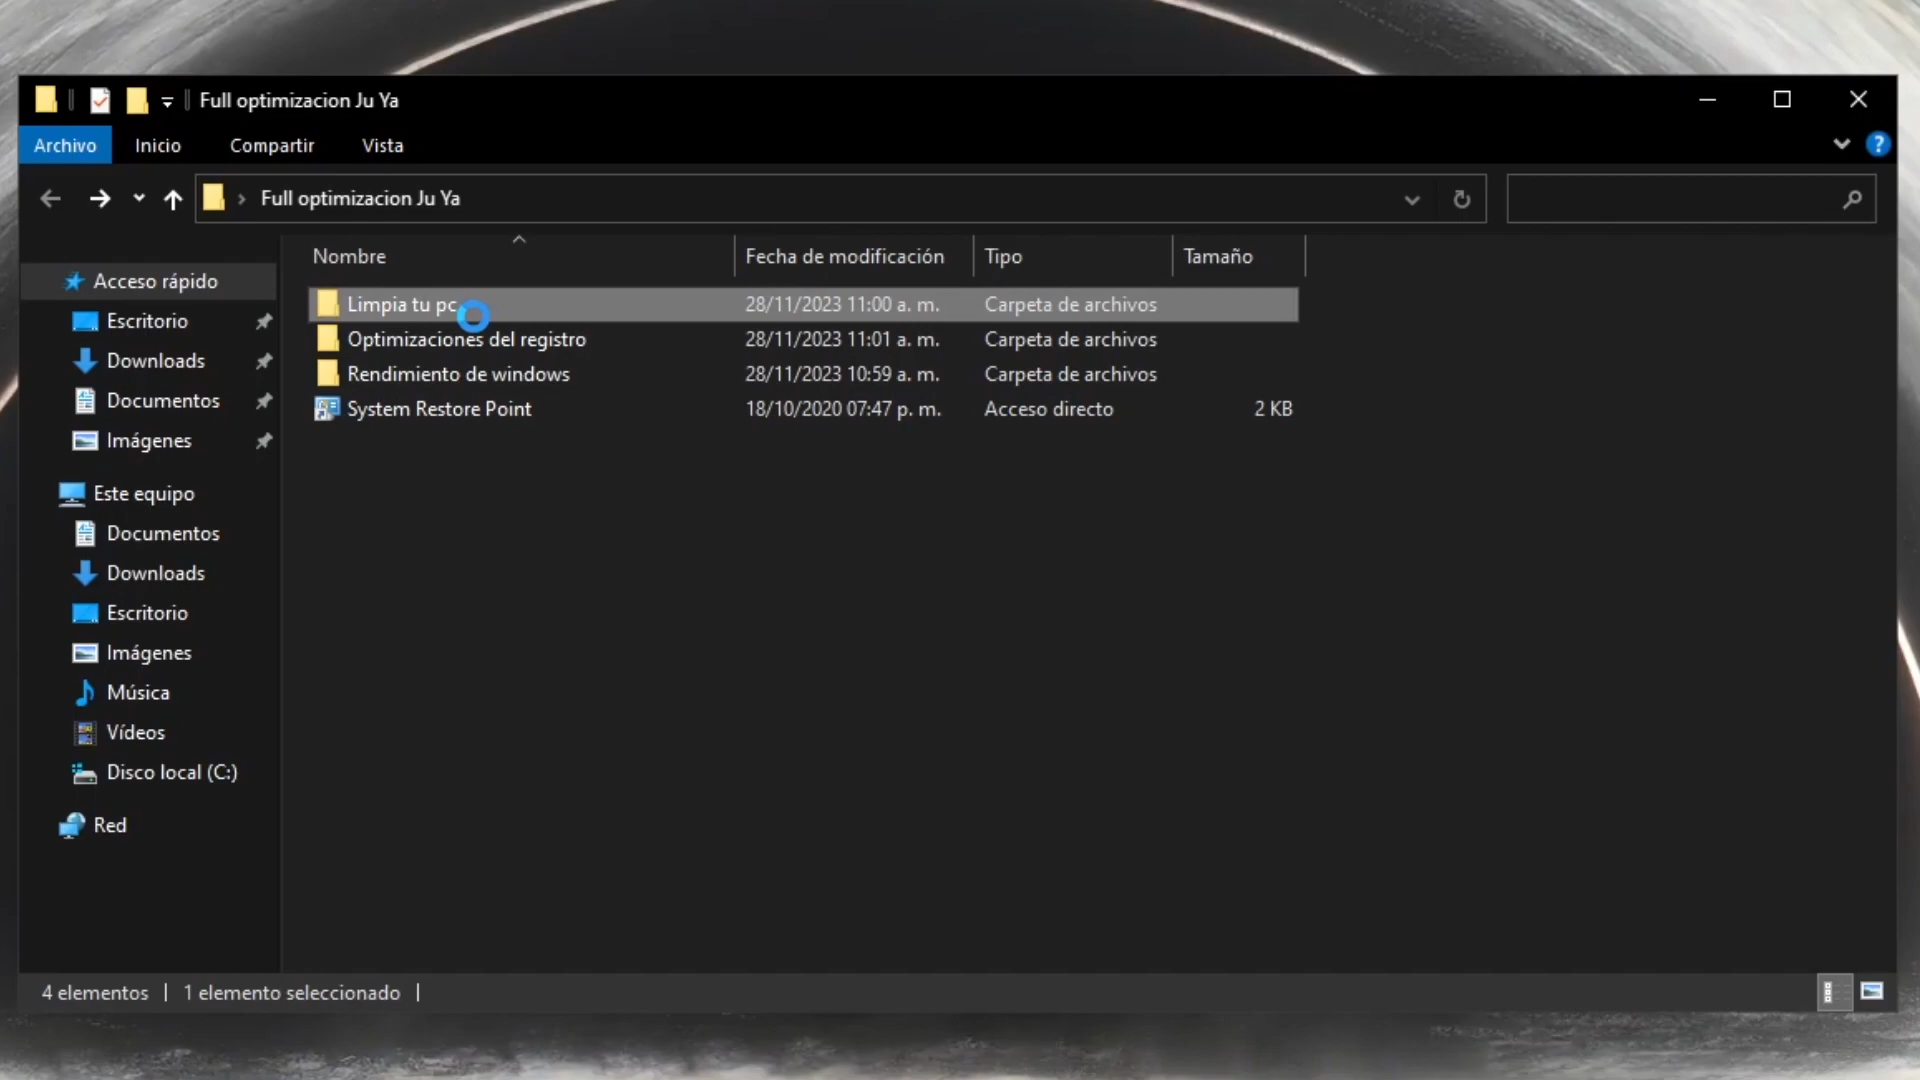 Full optimizacion Ju Ya
Archivo Inicio Compartir Vista
Full optimizacion Ju Ya
Nombre Fecha de modificación Tipo Tamaño
Acceso rápido
Escritorio
Downloads
Documentos
Imágenes
Este equipo
Documentos
Downloads
Escritorio
Imágenes
Música
Vídeos
Disco local (C:)
Red
Limpia tu pc 28/11/2023 11:00 a. m. Carpeta de archivos
Optimizaciones del registro 28/11/2023 11:01 a. m. Carpeta de archivos
Rendimiento de windows 28/11/2023 10:59 a. m. Carpeta de archivos
System Restore Point 18/10/2020 07:47 p. m. Acceso directo 2 KB
4 elementos 1 elemento seleccionado